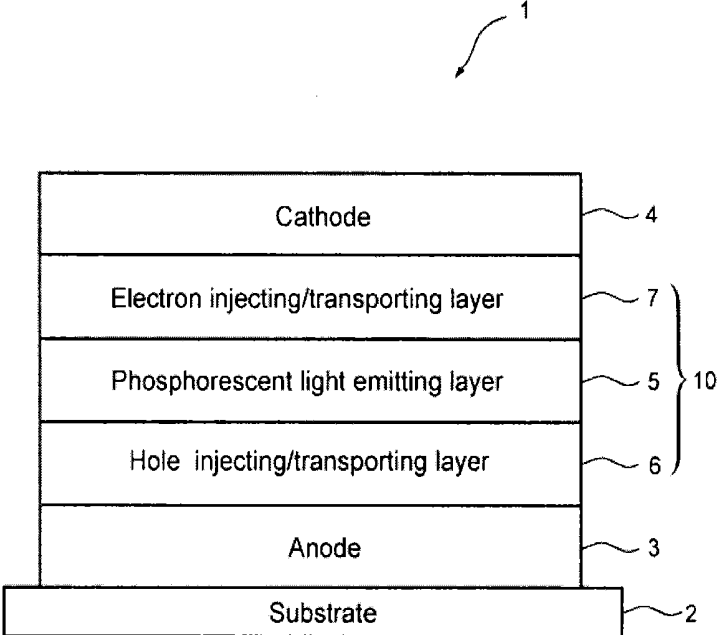 1
Cathode 4
Electron injecting/transporting layer 7
Phosphorescent light emitting layer 5 10
Hole injecting/transporting layer 6
Anode 3
Substrate 2